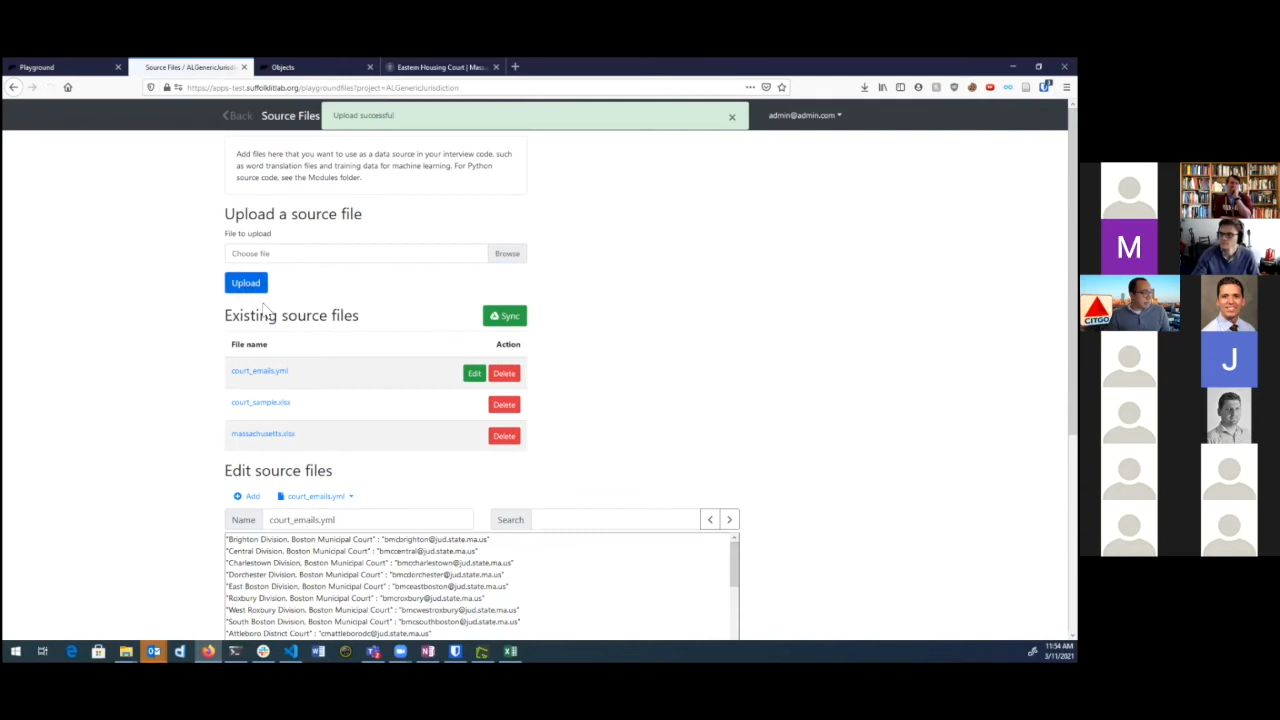 Playground
Source Files / ALGenericJurisdi
Objects
Eastern Housing Court | Mass
https://apps-test.suffolklitlab.org/playgroundfiles?project=ALGenericJurisdiction
Back
Source Files
Upload successful
admin@admin.com
Add files here that you want to use as a data source in your interview code, such
as word translation files and training data for machine learning. For Python
source code, see the Modules folder.
Upload a source file
File to upload
Choose file
Browse
Upload
Existing source files
Sync
File name
Action
court_emails.yml
Edit
Delete
court_sample.xlsx
Delete
massachusetts.xlsx
Delete
Edit source files
Add
court_emails.yml
Name
court_emails.yml
Search
"Brighton Division, Boston Municipal Court" : "bmcbrighton@jud.state.ma.us"
"Central Division, Boston Municipal Court" : "bmccentral@jud.state.ma.us"
"Charlestown Division, Boston Municipal Court" : "bmccharlestown@jud.state.ma.us"
"Dorchester Division, Boston Municipal Court" : "bmcdorchester@jud.state.ma.us"
"East Boston Division, Boston Municipal Court" : "bmceastboston@jud.state.ma.us"
"Roxbury Division, Boston Municipal Court" : "bmcroxbury@jud.state.ma.us"
"West Roxbury Division, Boston Municipal Court" : "bmcwestroxbury@jud.state.ma.us"
"South Boston Division, Boston Municipal Court" : "bmcsouthboston@jud.state.ma.us"
"Attleboro District Court" : "cmattleborodc@jud.state.ma.us"
11:54 AM
3/11/2021
M
CITGO
J